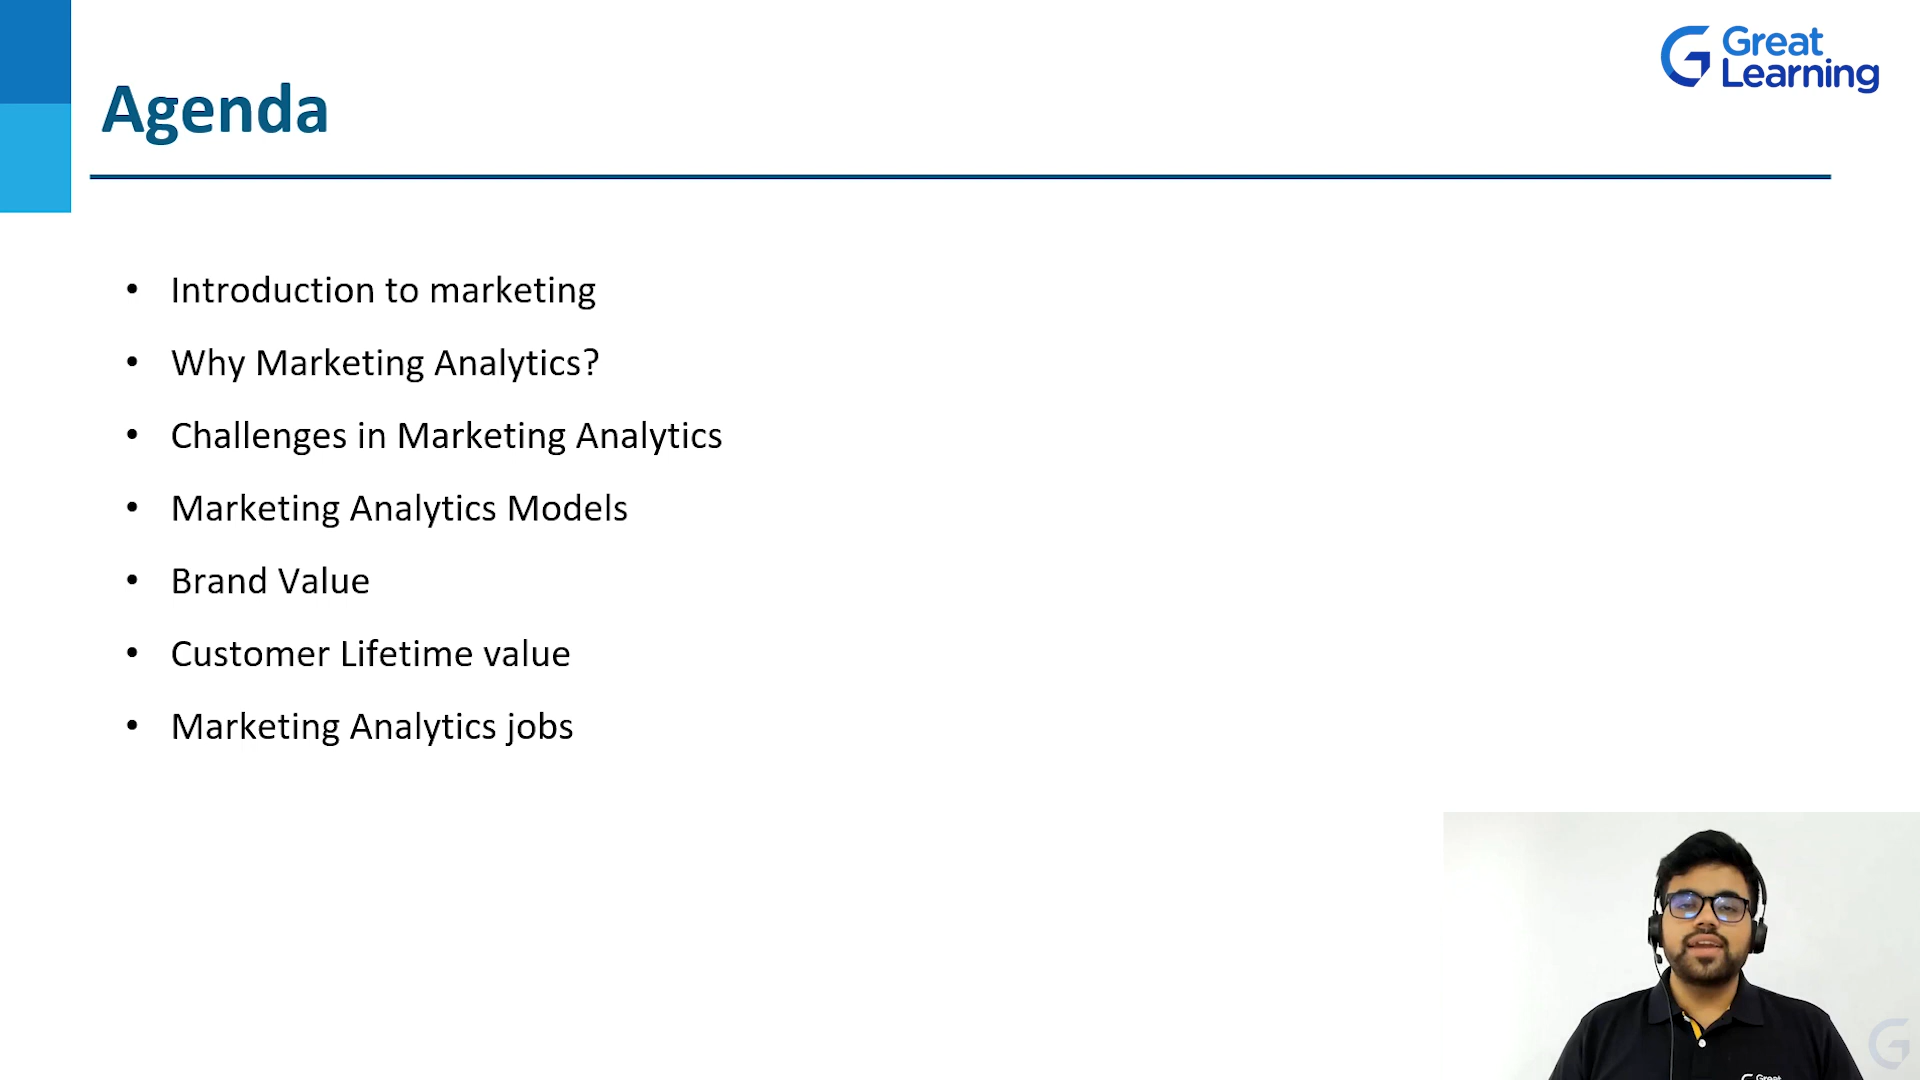 Great
Learning
Agenda
• Introduction to marketing
• Why Marketing Analytics?
• Challenges in Marketing Analytics
• Marketing Analytics Models
• Brand Value
• Customer Lifetime value
• Marketing Analytics jobs
Great